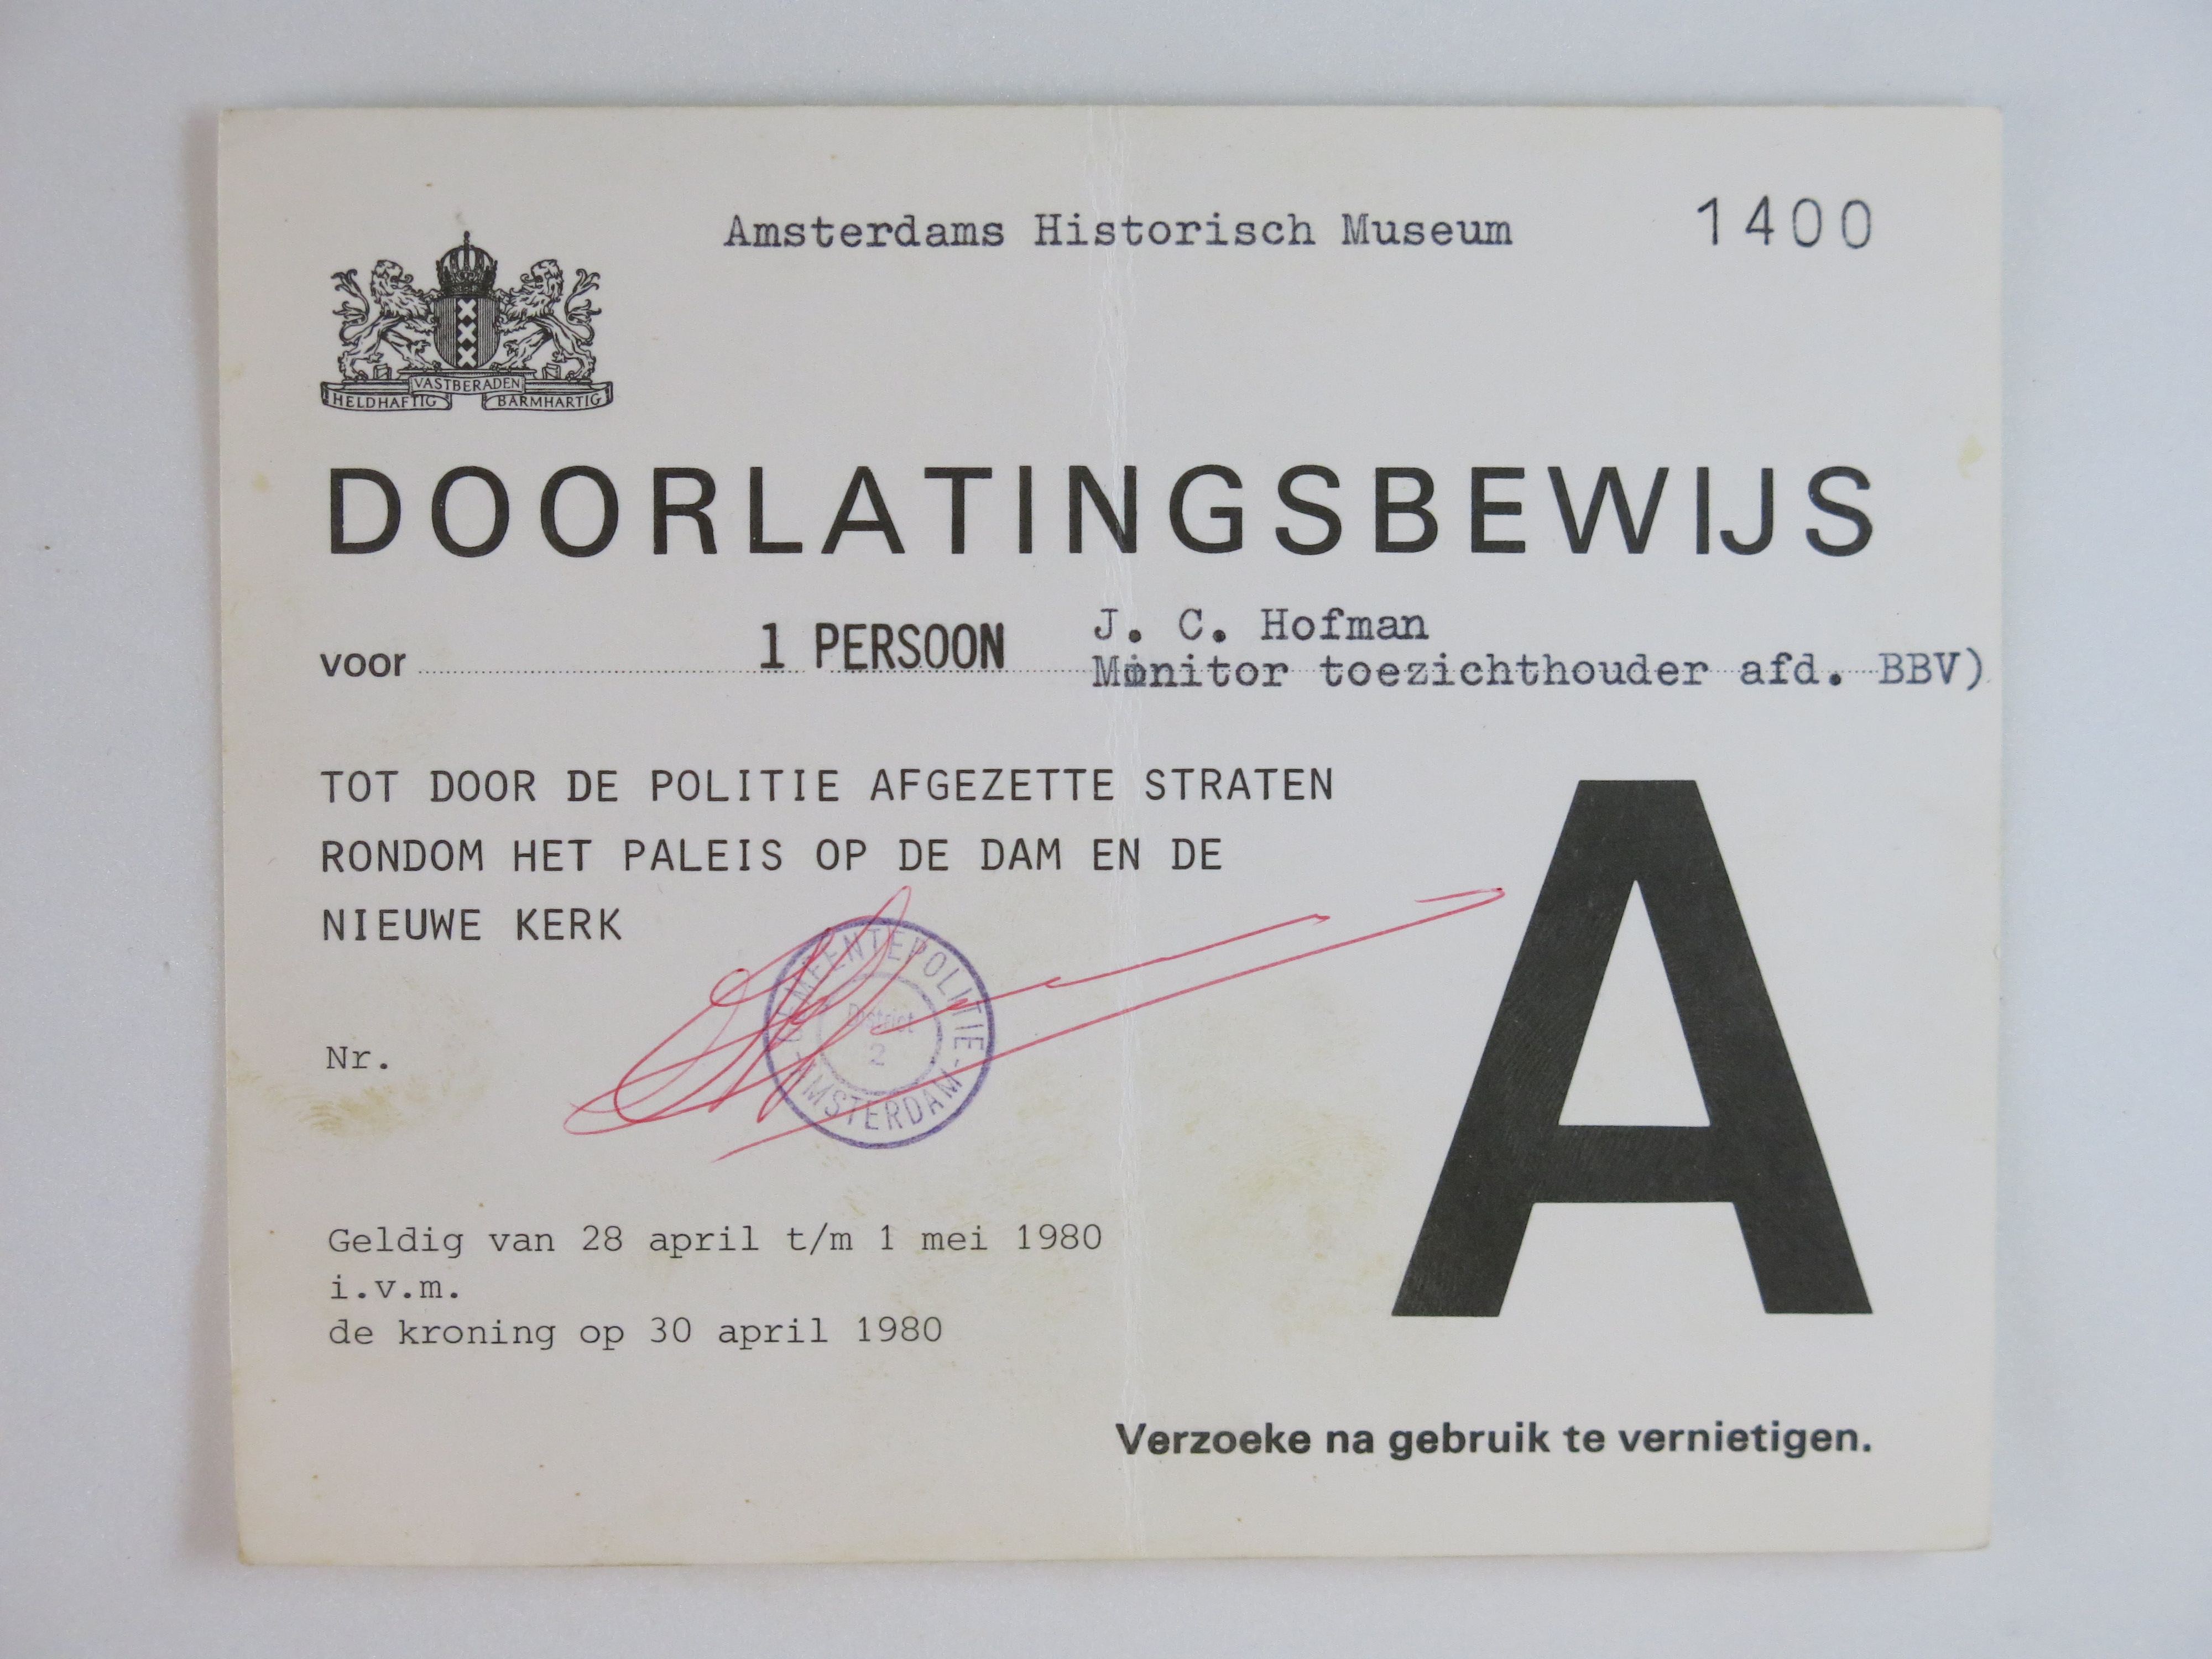 Amsterdams Historisch Museum
1400
VASTBERADEN
HELDHAFTIG BARMHARTIG
DOORLATINGSBEWIJS
voor 1 PERSOON J. C. Hofman
Monitor toezichthouder afd. BBV)
TOT DOOR DE POLITIE AFGEZETTE STRATEN
RONDOM HET PALEIS OP DE DAM EN DE
NIEUWE KERK
A
GEMEENTEPOLITIE - AMSTERDAM -
District
2
Nr.
Geldig van 28 april t/m 1 mei 1980
i.v.m.
de kroning op 30 april 1980
Verzoeke na gebruik te vernietigen.